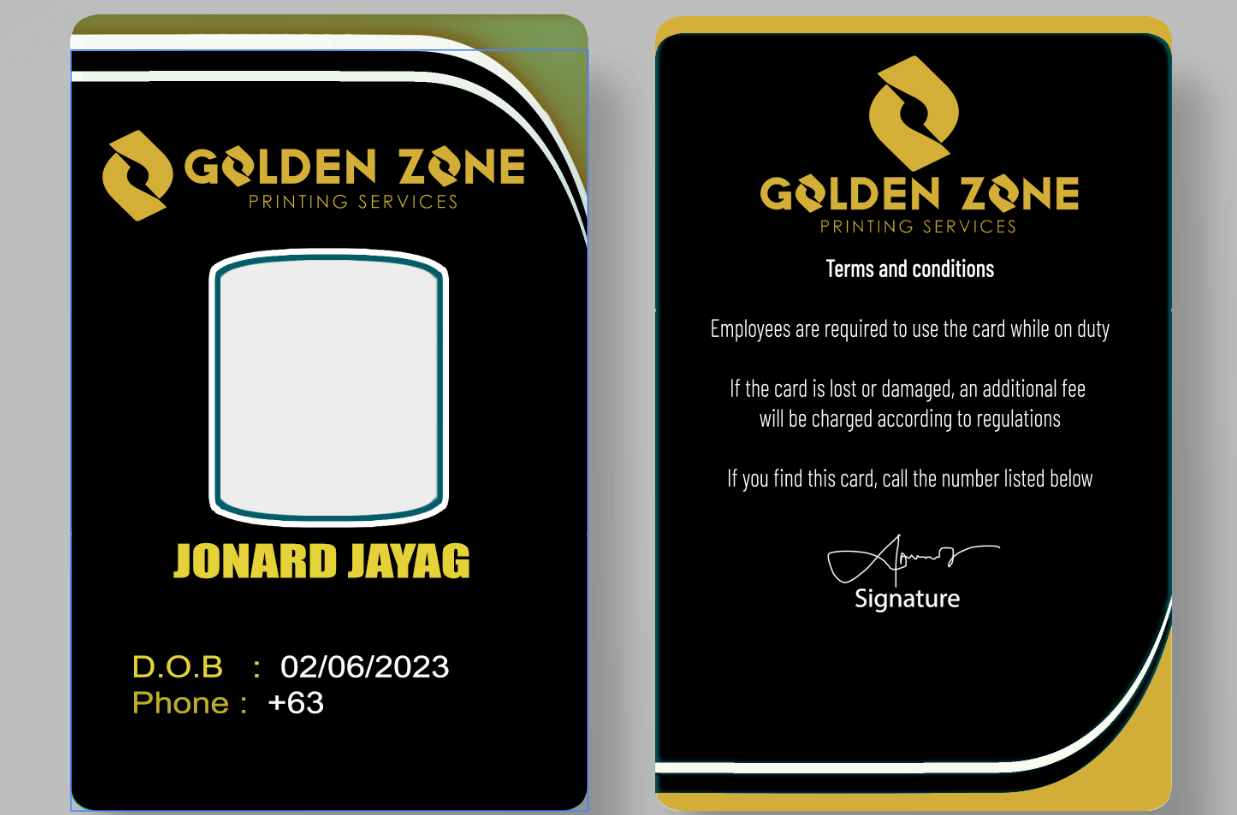 GOLDEN ZONE
PRINTING SERVICES
JONARD JAYAG
D.O.B : 02/06/2023
Phone : +63
GOLDEN ZONE
PRINTING SERVICES
Terms and conditions
Employees are required to use the card while on duty
If the card is lost or damaged, an additional fee
will be charged according to regulations
If you find this card, call the number listed below
Signature